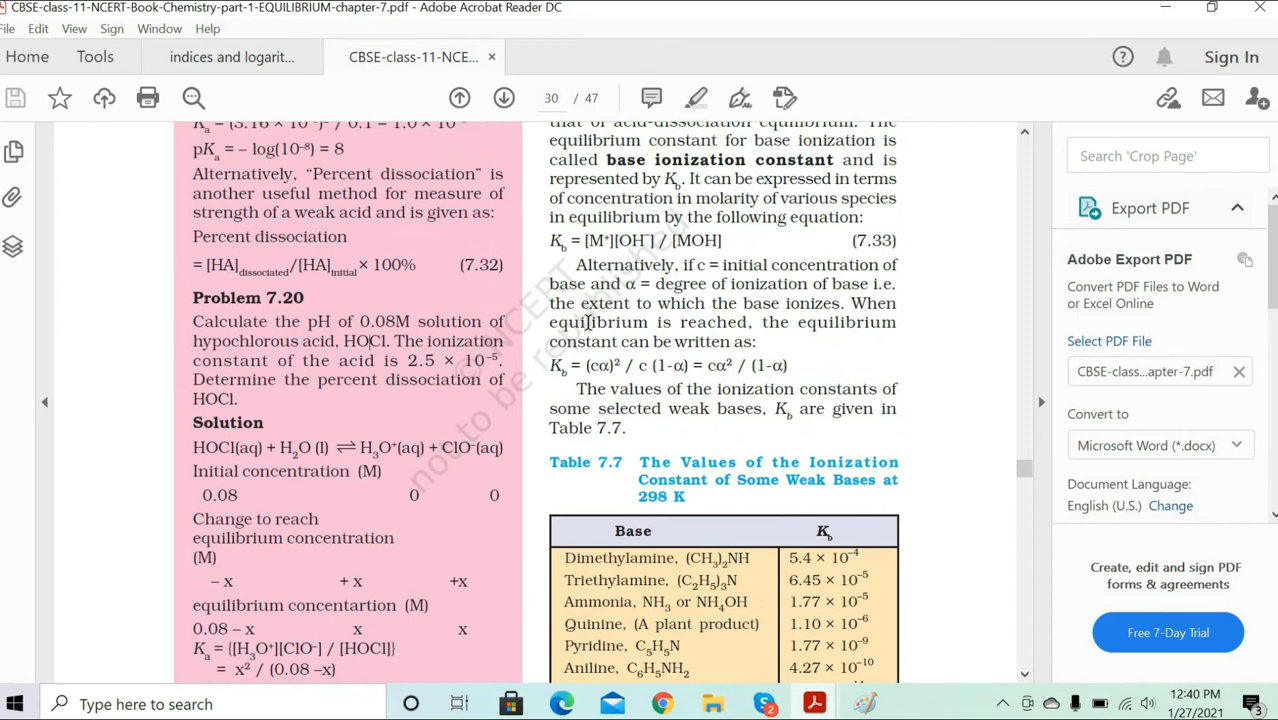 CBSE-class-11-NCERT-Book-Chemistry-part-1-EQUILIBRIUM-chapter-7.pdf - Adobe Acrobat Reader DC
File Edit View Sign Window Help
Home Tools indices and logarit... CBSE-class-11-NCE... × Sign In
30 / 47
Kₐ = (3.16 × 10
pKₐ = – log(10⁻⁸) = 8
Alternatively, “Percent dissociation” is
another useful method for measure of
strength of a weak acid and is given as:
Percent dissociation
= [HA]dissociated/[HA]initial × 100% (7.32)
Problem 7.20
Calculate the pH of 0.08M solution of
hypochlorous acid, HOCl. The ionization
constant of the acid is 2.5 × 10⁻⁵.
Determine the percent dissociation of
HOCl.
Solution
HOCl(aq) + H₂O (l) ⇌ H₃O⁺(aq) + ClO⁻(aq)
Initial concentration (M)
0.08 0 0
Change to reach
equilibrium concentration
(M)
– x + x +x
equilibrium concentartion (M)
0.08 – x x x
Kₐ = {[H₃O⁺][ClO⁻] / [HOCl]}
= x² / (0.08 –x)
that of acid-dissociation equilibrium. The
equilibrium constant for base ionization is
called base ionization constant and is
represented by K_b. It can be expressed in terms
of concentration in molarity of various species
in equilibrium by the following equation:
K_b = [M⁺][OH⁻] / [MOH] (7.33)
Alternatively, if c = initial concentration of
base and α = degree of ionization of base i.e.
the extent to which the base ionizes. When
equilibrium is reached, the equilibrium
constant can be written as:
K_b = (cα)² / c (1-α) = cα² / (1-α)
The values of the ionization constants of
some selected weak bases, K_b are given in
Table 7.7.
Table 7.7 The Values of the Ionization
Constant of Some Weak Bases at
298 K
Base K_b
Dimethylamine, (CH₃)₂NH 5.4 × 10⁻⁴
Triethylamine, (C₂H₅)₃N 6.45 × 10⁻⁵
Ammonia, NH₃ or NH₄OH 1.77 × 10⁻⁵
Quinine, (A plant product) 1.10 × 10⁻⁶
Pyridine, C₅H₅N 1.77 × 10⁻⁹
Aniline, C₆H₅NH₂ 4.27 × 10⁻¹⁰
© NCERT
not to be republished
Search 'Crop Page'
Export PDF
Adobe Export PDF
Convert PDF Files to Word
or Excel Online
Select PDF File
CBSE-class...apter-7.pdf ×
Convert to
Microsoft Word (*.docx)
Document Language:
English (U.S.) Change
Create, edit and sign PDF
forms & agreements
Free 7-Day Trial
Type here to search
2
12:40 PM
1/27/2021
3